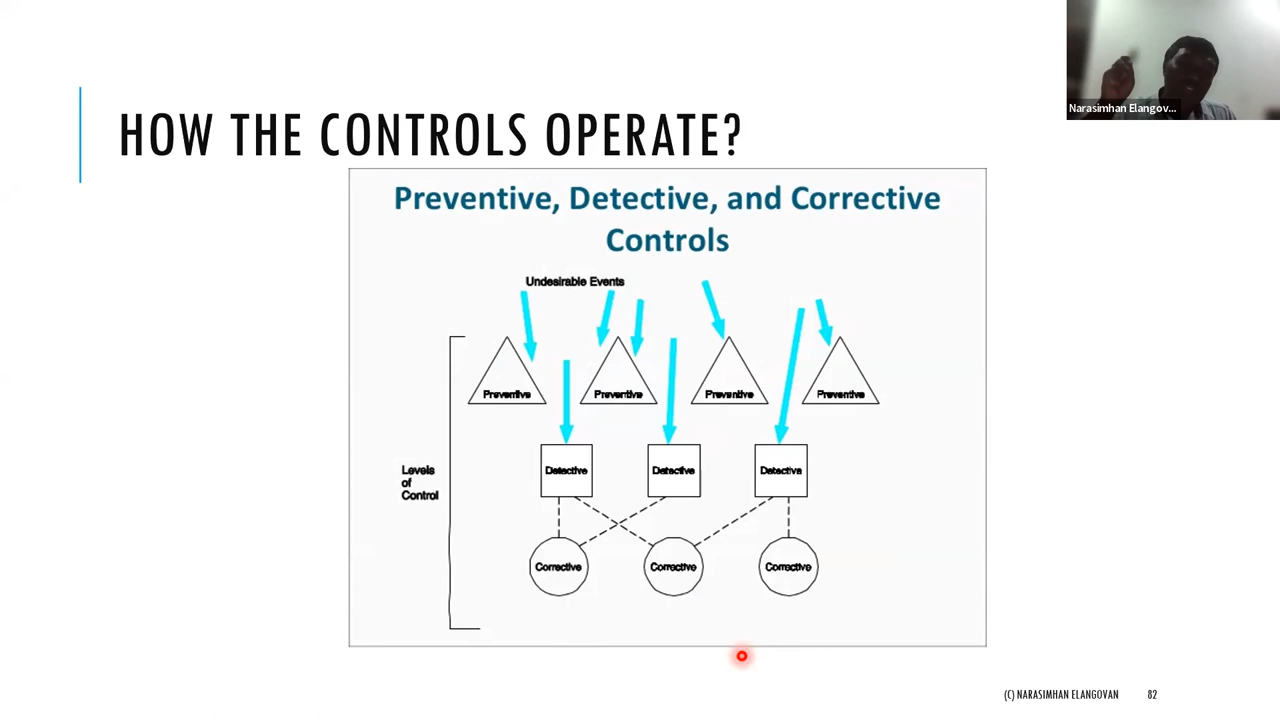 Narasimhan Elangov...
HOW THE CONTROLS OPERATE?
Preventive, Detective, and Corrective
Controls
Undesirable Events
Preventive Preventive Preventive Preventive
Levels
of
Control
Detective Detective Detective
Corrective Corrective Corrective
(C) NARASIMHAN ELANGOVAN 82